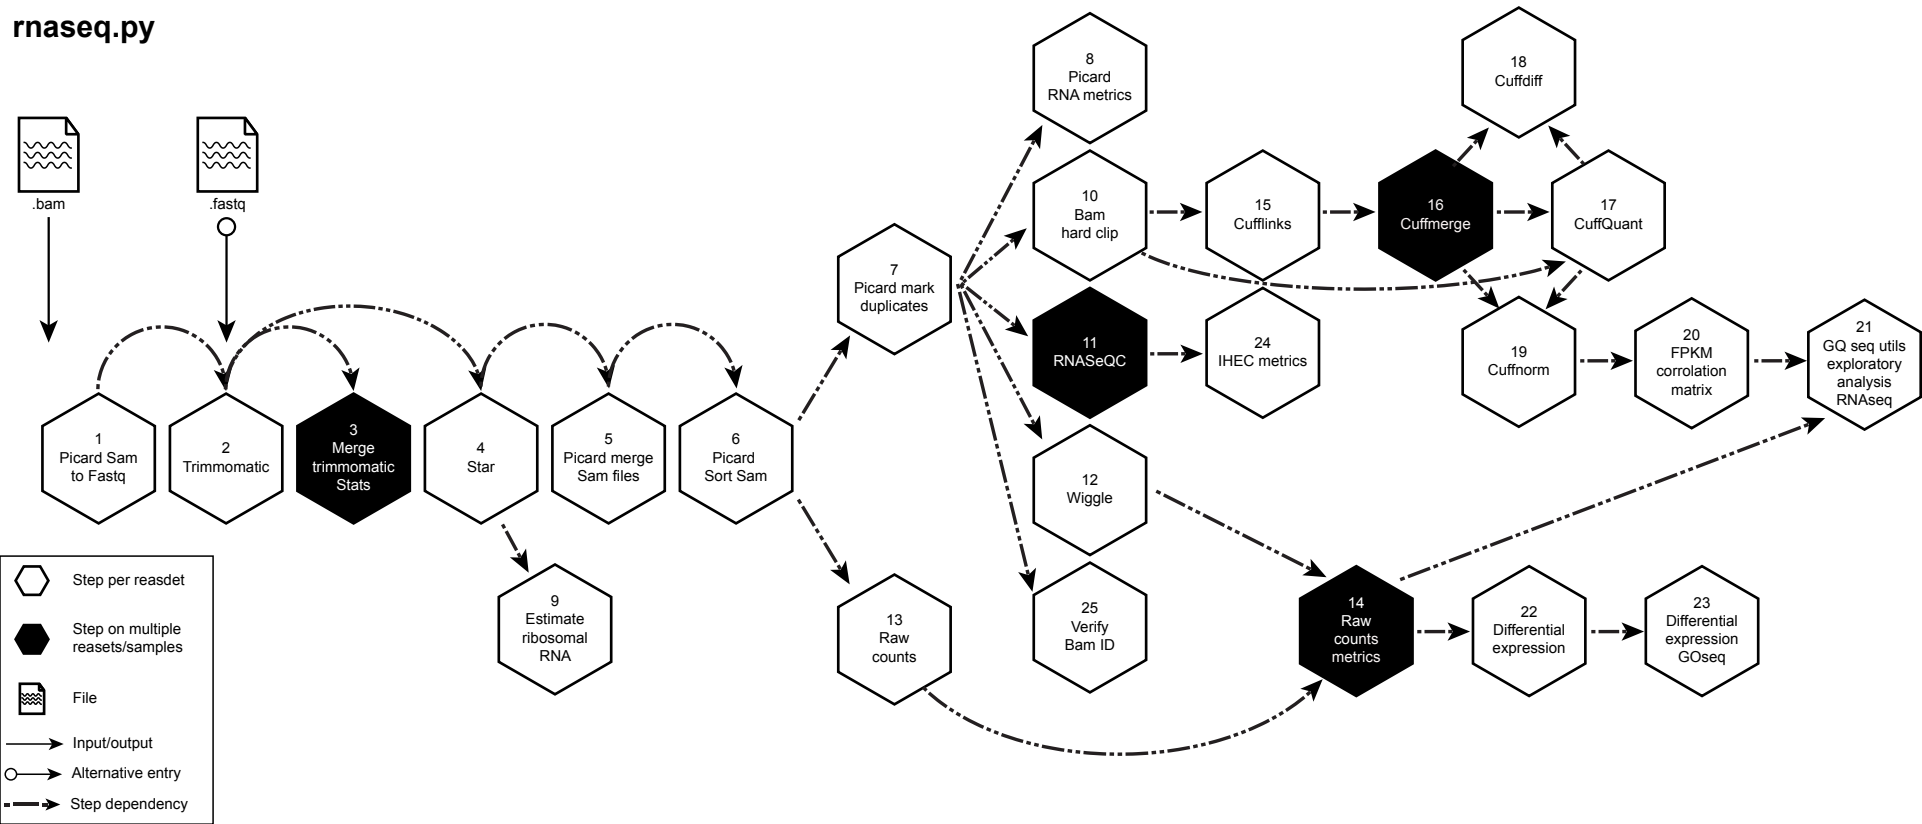 rnaseq.py
.bam
.fastq
1
Picard Sam
to Fastq
2
Trimmomatic
3
Merge
trimmomatic
Stats
4
Star
5
Picard merge
Sam files
6
Picard
Sort Sam
7
Picard mark
duplicates
8
Picard
RNA metrics
9
Estimate
ribosomal
RNA
10
Bam
hard clip
11
RNASeQC
12
Wiggle
13
Raw
counts
14
Raw
counts
metrics
15
Cufflinks
16
Cuffmerge
17
CuffQuant
18
Cuffdiff
19
Cuffnorm
20
FPKM
corrolation
matrix
21
GQ seq utils
exploratory
analysis
RNAseq
22
Differential
expression
23
Differential
expression
GOseq
24
IHEC metrics
25
Verify
Bam ID
Step per reasdet
Step on multiple
reasets/samples
File
Input/output
Alternative entry
Step dependency